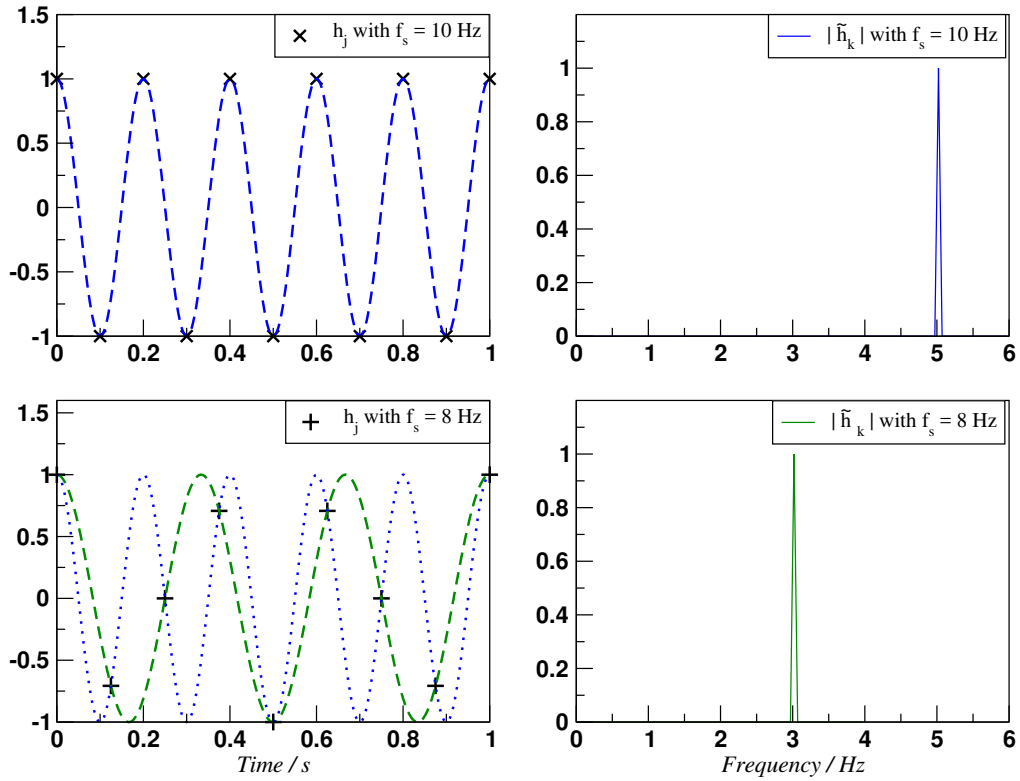 1.5
1
0.5
0
-0.5
-1
0 0.2 0.4 0.6 0.8 1
h_j with f_s = 10 Hz
1
0.8
0.6
0.4
0.2
0
0 1 2 3 4 5 6
| h̃_k | with f_s = 10 Hz
1.5
1
0.5
0
-0.5
-1
0 0.2 0.4 0.6 0.8 1
Time / s
h_j with f_s = 8 Hz
1
0.8
0.6
0.4
0.2
0
0 1 2 3 4 5 6
Frequency / Hz
| h̃_k | with f_s = 8 Hz